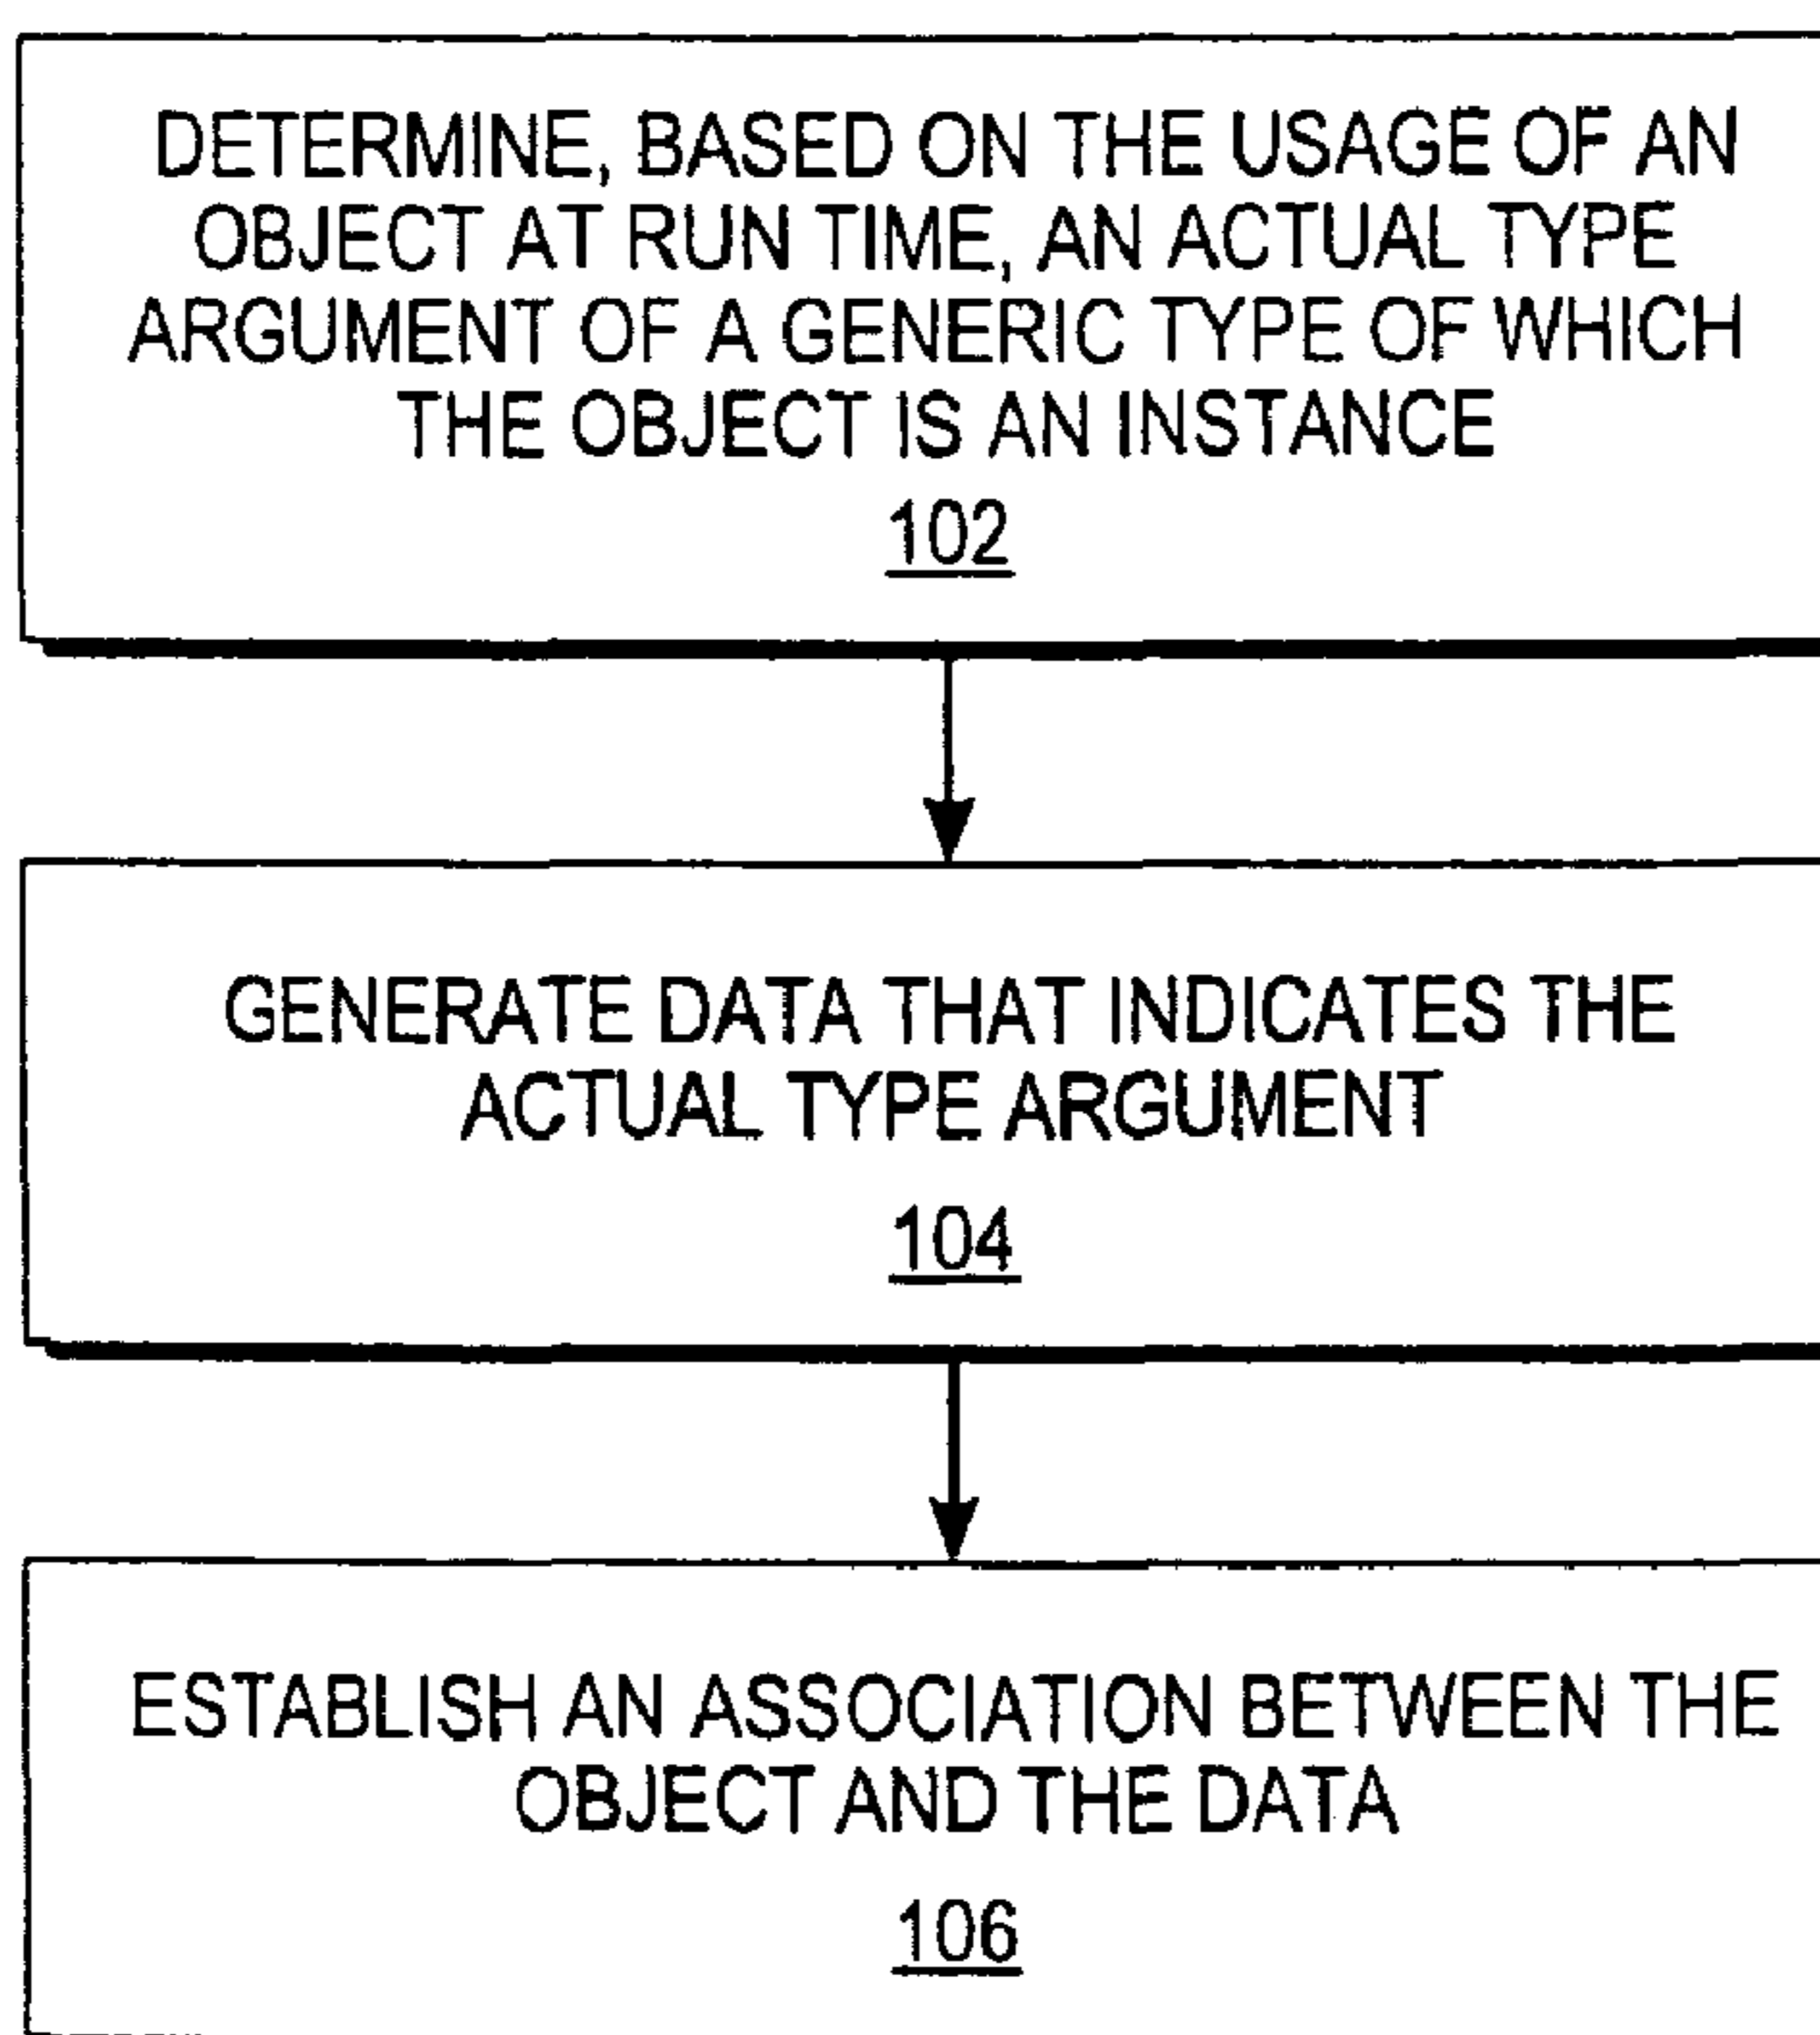 DETERMINE, BASED ON THE USAGE OF AN
OBJECT AT RUN TIME, AN ACTUAL TYPE
ARGUMENT OF A GENERIC TYPE OF WHICH
THE OBJECT IS AN INSTANCE
102
GENERATE DATA THAT INDICATES THE
ACTUAL TYPE ARGUMENT
104
ESTABLISH AN ASSOCIATION BETWEEN THE
OBJECT AND THE DATA
106